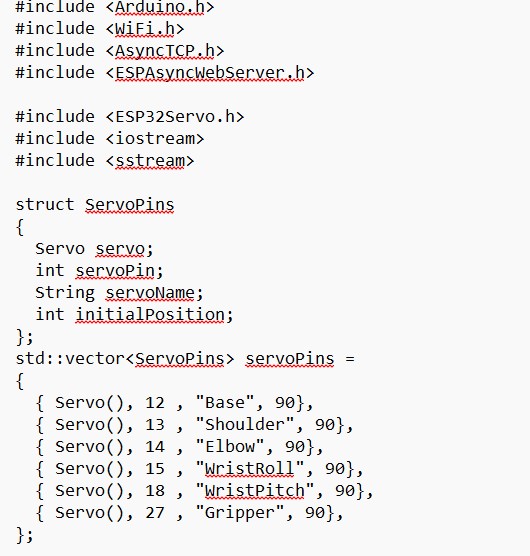 #include <Arduino.h>
#include <WiFi.h>
#include <AsyncTCP.h>
#include <ESPAsyncWebServer.h>
#include <ESP32Servo.h>
#include <iostream>
#include <sstream>
struct ServoPins
{
  Servo servo;
  int servoPin;
  String servoName;
  int initialPosition;
};
std::vector<ServoPins> servoPins =
{
  { Servo(), 12 , "Base", 90},
  { Servo(), 13 , "Shoulder", 90},
  { Servo(), 14 , "Elbow", 90},
  { Servo(), 15 , "WristRoll", 90},
  { Servo(), 18 , "WristPitch", 90},
  { Servo(), 27 , "Gripper", 90},
};